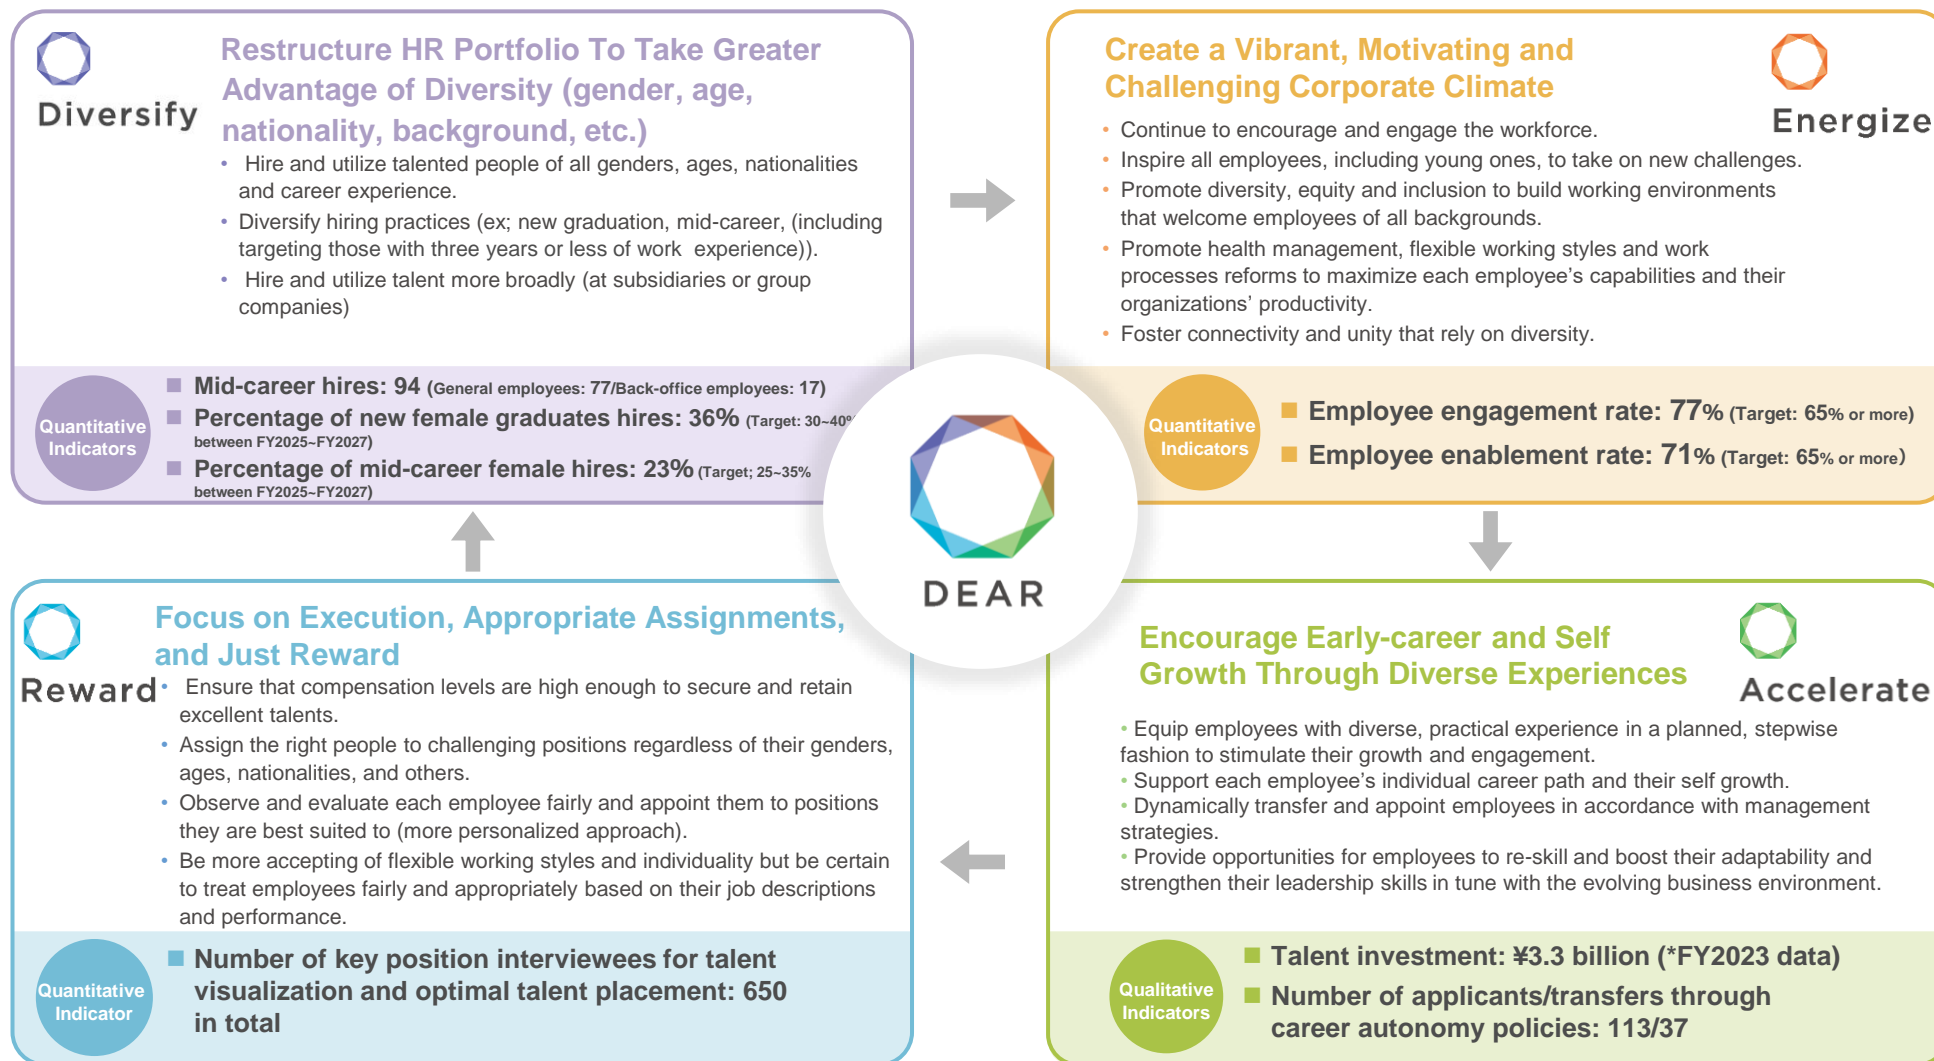 Diversify
Restructure HR Portfolio To Take Greater
Advantage of Diversity (gender, age,
nationality, background, etc.)
• Hire and utilize talented people of all genders, ages, nationalities
and career experience.
• Diversify hiring practices (ex; new graduation, mid-career, (including
targeting those with three years or less of work experience)).
• Hire and utilize talent more broadly (at subsidiaries or group
companies)
Quantitative
Indicators
■ Mid-career hires: 94 (General employees: 77/Back-office employees: 17)
■ Percentage of new female graduates hires: 36% (Target: 30~40%
between FY2025~FY2027)
■ Percentage of mid-career female hires: 23% (Target; 25~35%
between FY2025~FY2027)
Create a Vibrant, Motivating and
Challenging Corporate Climate
Energize
• Continue to encourage and engage the workforce.
• Inspire all employees, including young ones, to take on new challenges.
• Promote diversity, equity and inclusion to build working environments
that welcome employees of all backgrounds.
• Promote health management, flexible working styles and work
processes reforms to maximize each employee’s capabilities and their
organizations’ productivity.
• Foster connectivity and unity that rely on diversity.
Quantitative
Indicators
■ Employee engagement rate: 77% (Target: 65% or more)
■ Employee enablement rate: 71% (Target: 65% or more)
DEAR
Reward
Focus on Execution, Appropriate Assignments,
and Just Reward
• Ensure that compensation levels are high enough to secure and retain
excellent talents.
• Assign the right people to challenging positions regardless of their genders,
ages, nationalities, and others.
• Observe and evaluate each employee fairly and appoint them to positions
they are best suited to (more personalized approach).
• Be more accepting of flexible working styles and individuality but be certain
to treat employees fairly and appropriately based on their job descriptions
and performance.
Quantitative
Indicator
■ Number of key position interviewees for talent
visualization and optimal talent placement: 650
in total
Encourage Early-career and Self
Growth Through Diverse Experiences
Accelerate
• Equip employees with diverse, practical experience in a planned, stepwise
fashion to stimulate their growth and engagement.
• Support each employee’s individual career path and their self growth.
• Dynamically transfer and appoint employees in accordance with management
strategies.
• Provide opportunities for employees to re-skill and boost their adaptability and
strengthen their leadership skills in tune with the evolving business environment.
Qualitative
Indicators
■ Talent investment: ¥3.3 billion (*FY2023 data)
■ Number of applicants/transfers through
career autonomy policies: 113/37